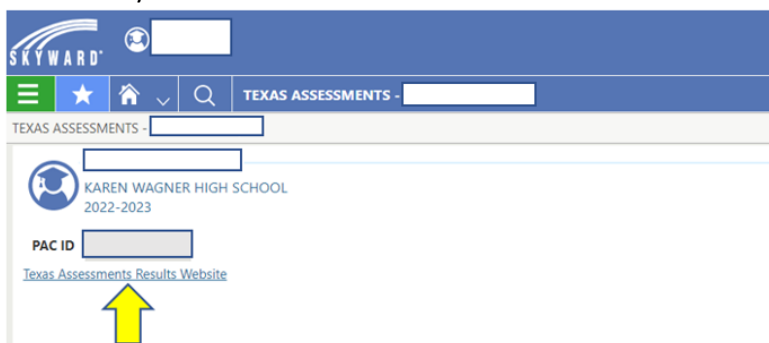 SKYWARD
TEXAS ASSESSMENTS -
TEXAS ASSESSMENTS -
KAREN WAGNER HIGH SCHOOL
2022-2023
PAC ID
Texas Assessments Results Website